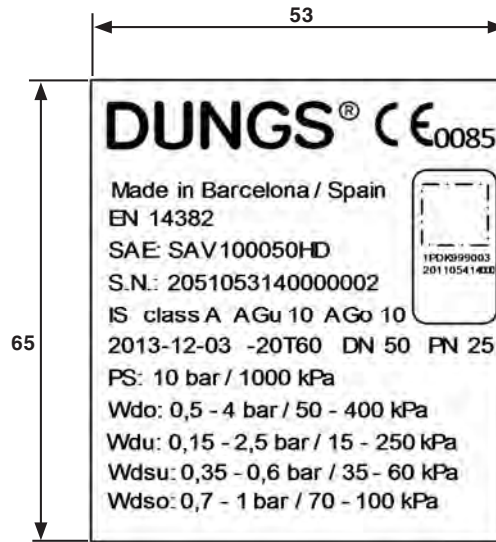 53
65
DUNGS® CE0085
Made in Barcelona / Spain
EN 14382
SAE: SAV100050HD
S.N.: 2051053140000002
IS class A AGu 10 AGo 10
2013-12-03 -20T60 DN 50 PN 25
PS: 10 bar / 1000 kPa
Wdo: 0,5 - 4 bar / 50 - 400 kPa
Wdu: 0,15 - 2,5 bar / 15 - 250 kPa
Wdsu: 0,35 - 0,6 bar / 35 - 60 kPa
Wdso: 0,7 - 1 bar / 70 - 100 kPa
1PDK999003